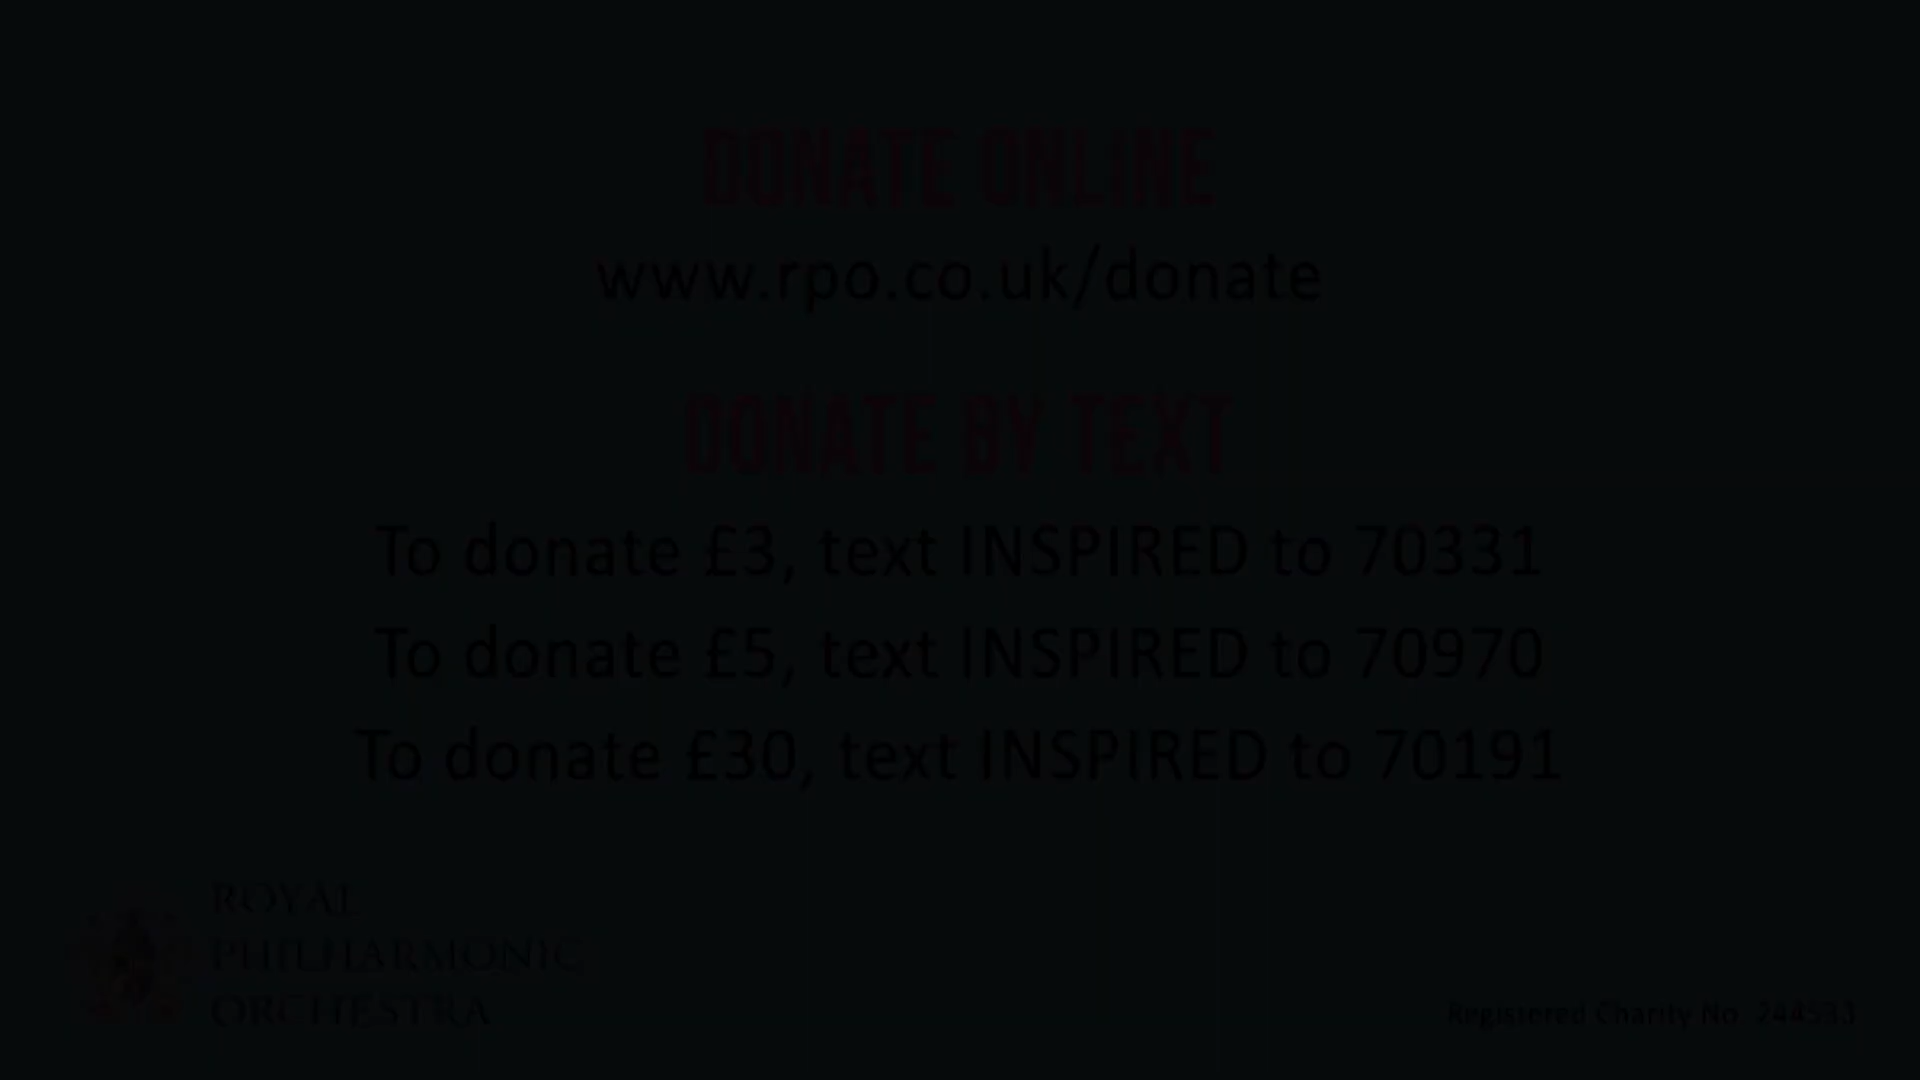 DONATE ONLINE
www.rpo.co.uk/donate
DONATE BY TEXT
To donate £3, text INSPIRED to 70331
To donate £5, text INSPIRED to 70970
To donate £30, text INSPIRED to 70191
ROYAL
PHILHARMONIC
ORCHESTRA
Registered Charity No.